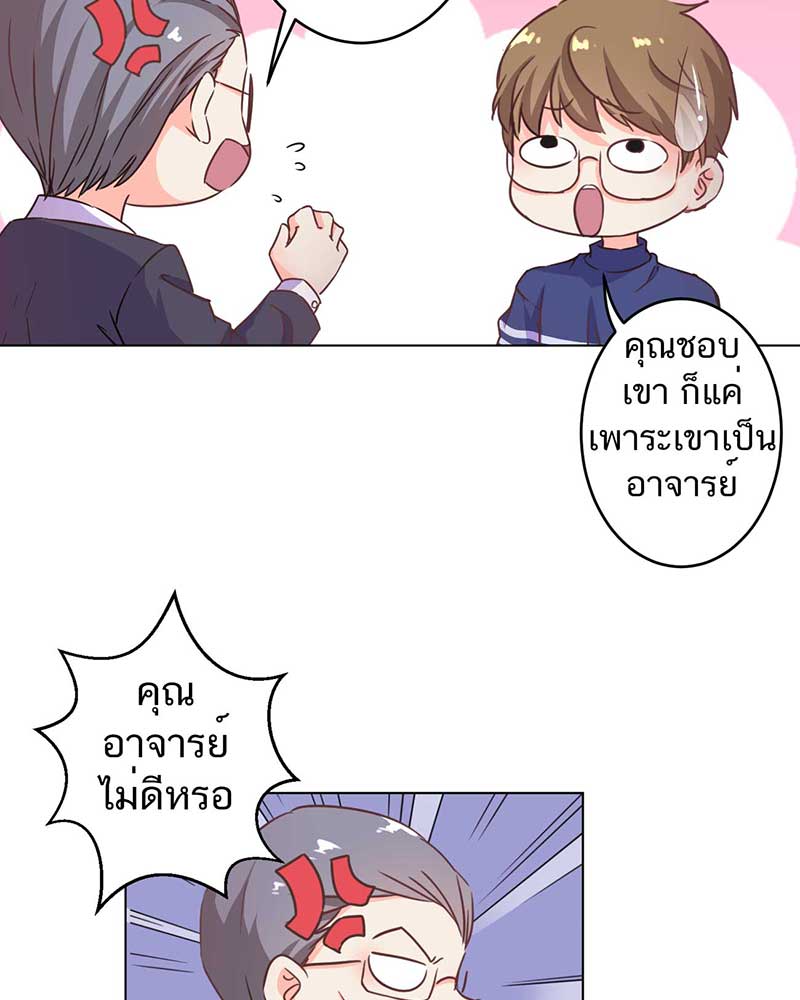 คุณชอบ
เขา ก็แค่
เพาระเขาเป็น
อาจารย์
คุณ
อาจารย์
ไม่ดีหรอ